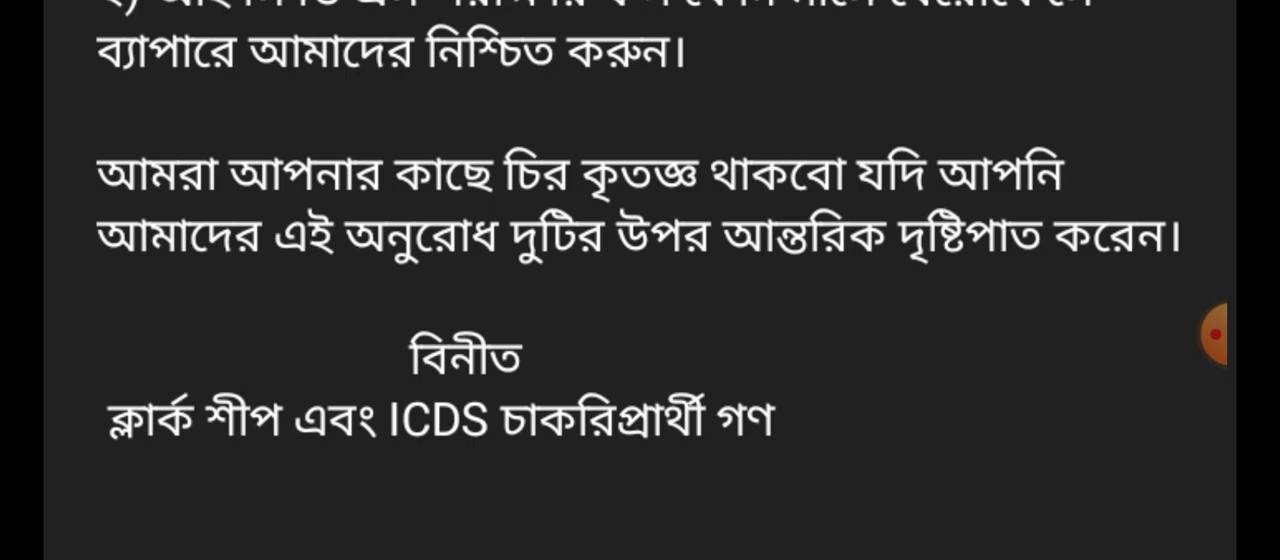 ব্যাপারে আমাদের নিশ্চিত করুন।
আমরা আপনার কাছে চির কৃতজ্ঞ থাকবো যদি আপনি
আমাদের এই অনুরোধ দুটির উপর আন্তরিক দৃষ্টিপাত করেন।
বিনীত
ক্লার্ক শীপ এবং ICDS চাকরিপ্রার্থী গণ